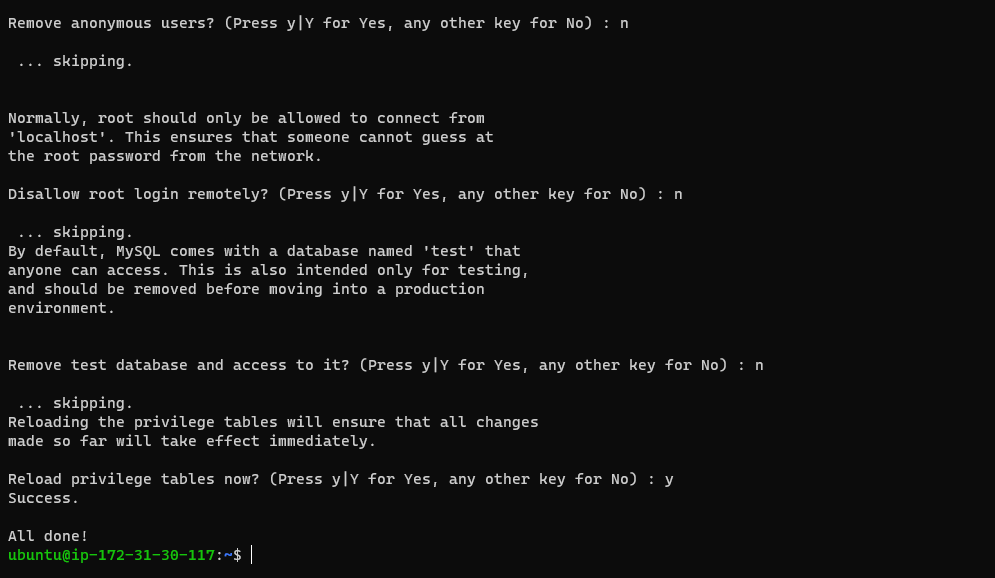 Remove anonymous users? (Press y|Y for Yes, any other key for No) : n
... skipping.
Normally, root should only be allowed to connect from
'localhost'. This ensures that someone cannot guess at
the root password from the network.
Disallow root login remotely? (Press y|Y for Yes, any other key for No) : n
... skipping.
By default, MySQL comes with a database named 'test' that
anyone can access. This is also intended only for testing,
and should be removed before moving into a production
environment.
Remove test database and access to it? (Press y|Y for Yes, any other key for No) : n
... skipping.
Reloading the privilege tables will ensure that all changes
made so far will take effect immediately.
Reload privilege tables now? (Press y|Y for Yes, any other key for No) : y
Success.
All done!
ubuntu@ip-172-31-30-117:~$